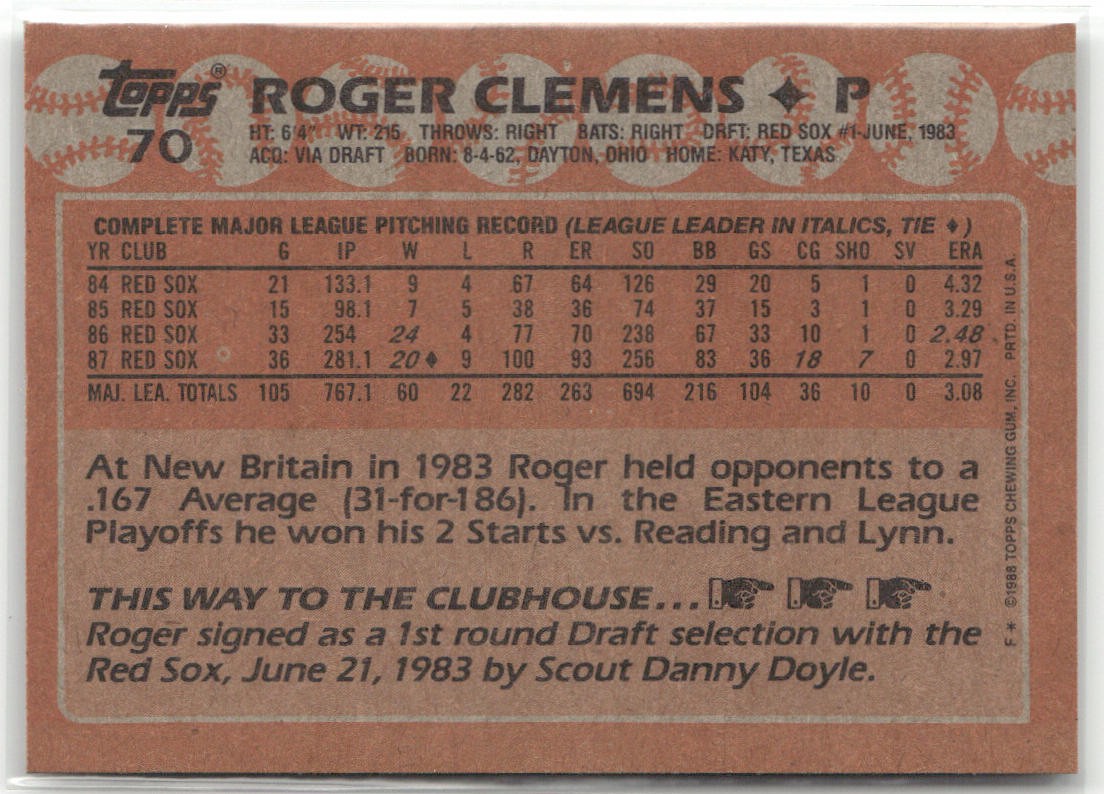 Topps® ROGER CLEMENS ♦ P
70
HT: 6'4" WT: 215 THROWS: RIGHT BATS: RIGHT DRFT: RED SOX #1-JUNE, 1983
ACQ: VIA DRAFT BORN: 8-4-62, DAYTON, OHIO HOME: KATY, TEXAS
COMPLETE MAJOR LEAGUE PITCHING RECORD (LEAGUE LEADER IN ITALICS, TIE ♦)
YR CLUB G IP W L R ER SO BB GS CG SHO SV ERA
84 RED SOX 21 133.1 9 4 67 64 126 29 20 5 1 0 4.32
85 RED SOX 15 98.1 7 5 38 36 74 37 15 3 1 0 3.29
86 RED SOX 33 254 24 4 77 70 238 67 33 10 1 0 2.48
87 RED SOX 36 281.1 20♦ 9 100 93 256 83 36 18 7 0 2.97
MAJ. LEA. TOTALS 105 767.1 60 22 282 263 694 216 104 36 10 0 3.08
At New Britain in 1983 Roger held opponents to a
.167 Average (31-for-186). In the Eastern League
Playoffs he won his 2 Starts vs. Reading and Lynn.
THIS WAY TO THE CLUBHOUSE...
Roger signed as a 1st round Draft selection with the
Red Sox, June 21, 1983 by Scout Danny Doyle.
F * ©1988 TOPPS CHEWING GUM, INC. PRTD. IN U.S.A.